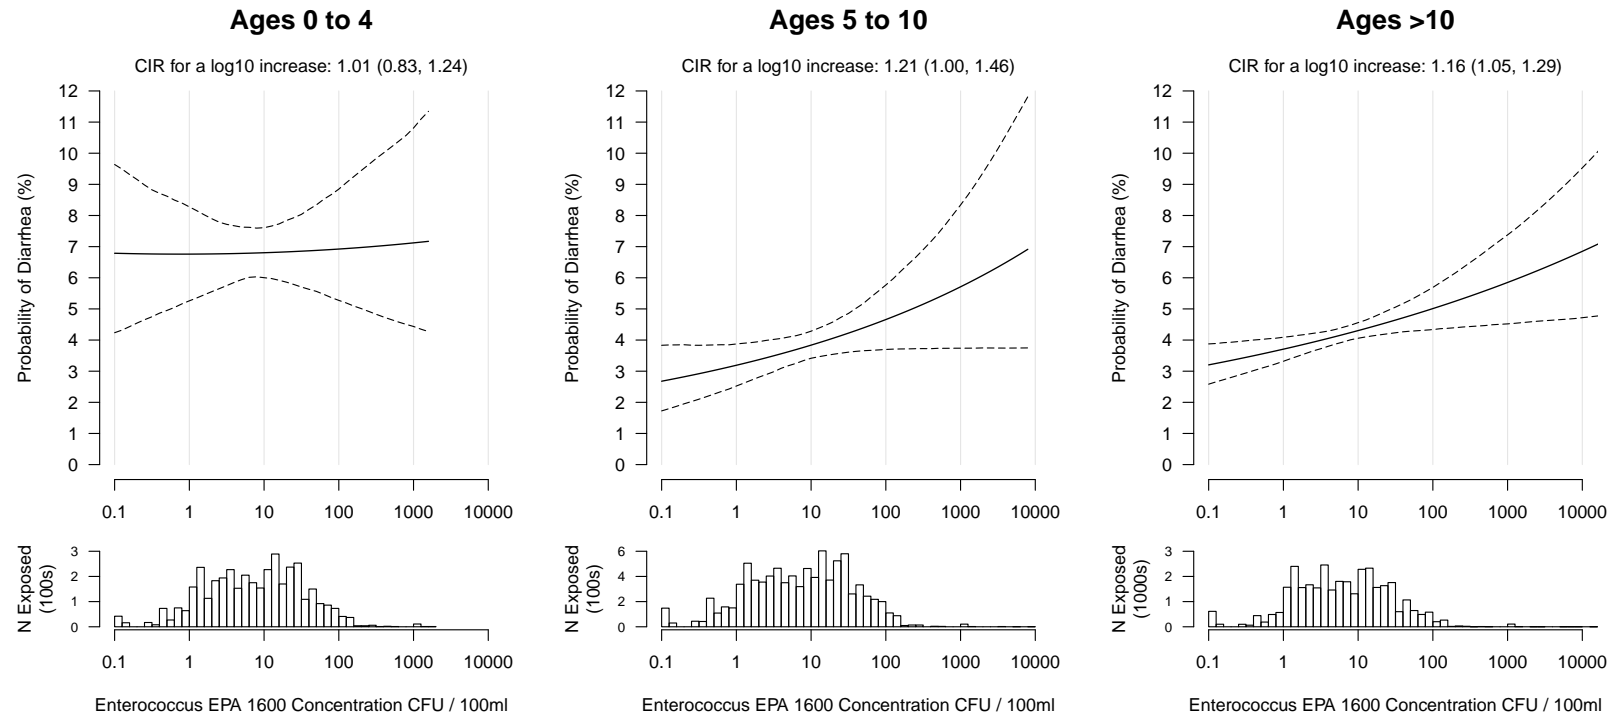 Ages 0 to 4
CIR for a log10 increase: 1.01 (0.83, 1.24)
Probability of Diarrhea (%)
12
11
10
9
8
7
6
5
4
3
2
1
0
0.1 1 10 100 1000 10000
N Exposed
(100s)
3
2
1
0
0.1 1 10 100 1000 10000
Enterococcus EPA 1600 Concentration CFU / 100ml
Ages 5 to 10
CIR for a log10 increase: 1.21 (1.00, 1.46)
Probability of Diarrhea (%)
12
11
10
9
8
7
6
5
4
3
2
1
0
0.1 1 10 100 1000 10000
N Exposed
(100s)
6
4
2
0
0.1 1 10 100 1000 10000
Enterococcus EPA 1600 Concentration CFU / 100ml
Ages >10
CIR for a log10 increase: 1.16 (1.05, 1.29)
Probability of Diarrhea (%)
12
11
10
9
8
7
6
5
4
3
2
1
0
0.1 1 10 100 1000 10000
N Exposed
(1000s)
3
2
1
0
0.1 1 10 100 1000 10000
Enterococcus EPA 1600 Concentration CFU / 100ml